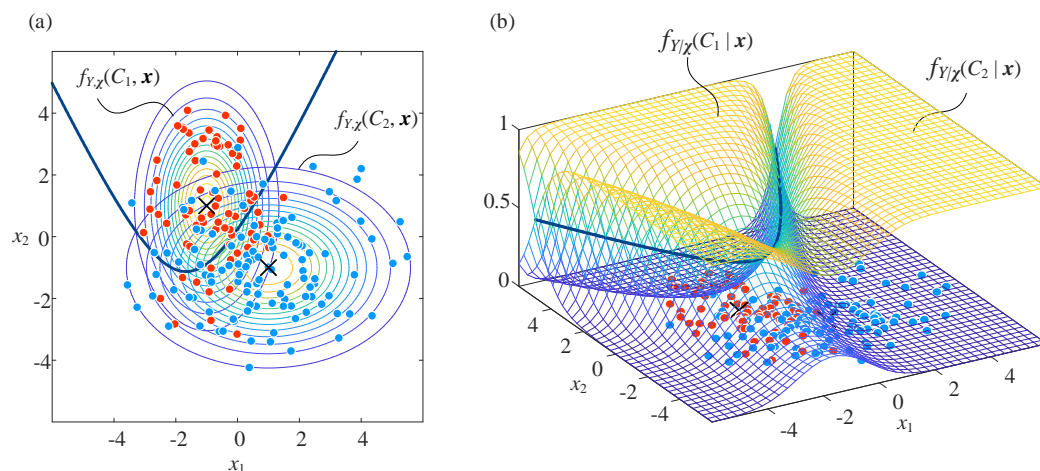 (a)
f_{Y,χ}(C_1, x)
f_{Y,χ}(C_2, x)
4
2
0
-2
-4
x_2
-4 -2 0 2 4
x_1
(b)
f_{Y/χ}(C_1 | x)
f_{Y/χ}(C_2 | x)
1
0.5
0
4
2
0
-2
-4
x_2
-4
-2
0
2
4
x_1